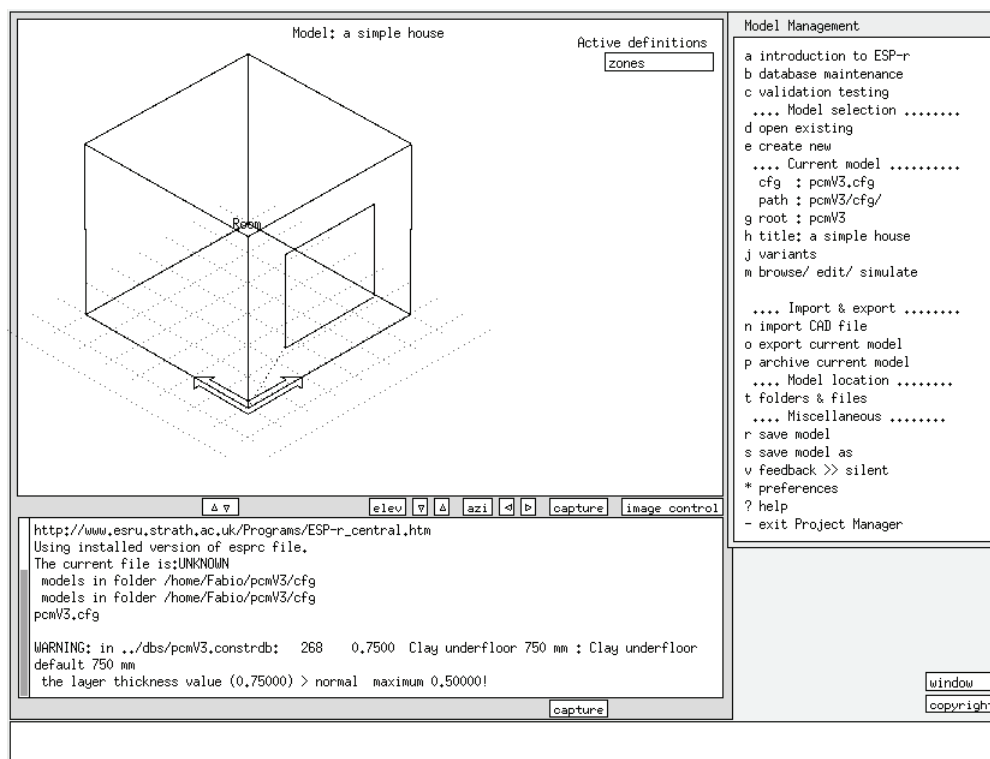 Model: a simple house
Active definitions
zones
Room
elev
azi
capture
image control
http://www.esru.strath.ac.uk/Programs/ESP-r_central.htm
Using installed version of esprc file.
The current file is:UNKNOWN
models in folder /home/Fabio/pcmV3/cfg
models in folder /home/Fabio/pcmV3/cfg
pcmV3.cfg
WARNING: in ../dbs/pcmV3.constrdb: 268 0.7500 Clay underfloor 750 mm : Clay underfloor
default 750 mm
the layer thickness value (0.75000) > normal maximum 0.50000!
capture
Model Management
a introduction to ESP-r
b database maintenance
c validation testing
.... Model selection ........
d open existing
e create new
.... Current model ..........
cfg : pcmV3.cfg
path : pcmV3/cfg/
g root : pcmV3
h title: a simple house
j variants
m browse/ edit/ simulate
.... Import & export ........
n import CAD file
o export current model
p archive current model
.... Model location ........
t folders & files
.... Miscellaneous ........
r save model
s save model as
v feedback >> silent
* preferences
? help
- exit Project Manager
window
copyright